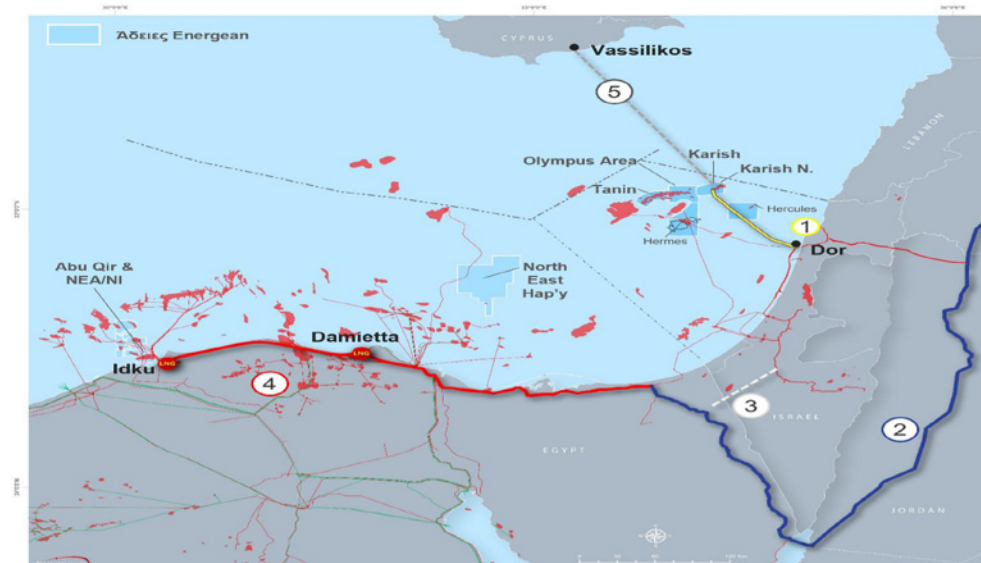 Άδειες Energean
CYPRUS
Vassilikos
5
LEBANON
Karish
Olympus Area
Karish N.
Tanin
Hercules
1
Hermes
Dor
Abu Qir &
NEA/NI
North
East
Hap'y
Damietta
LNG
Idku
LNG
4
3
ISRAEL
2
EGYPT
JORDAN